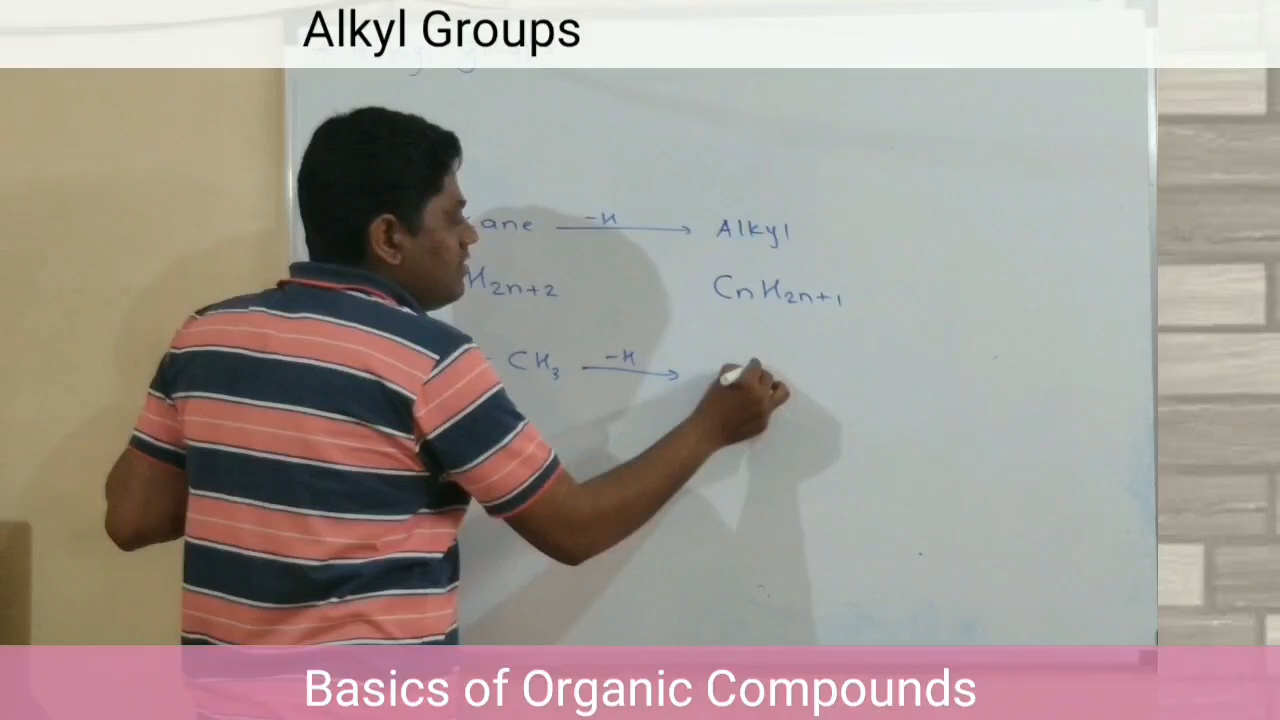 Alkyl Groups
ane -H → Alkyl
H2n+2 CnH2n+1
- CH3 -H →
Basics of Organic Compounds